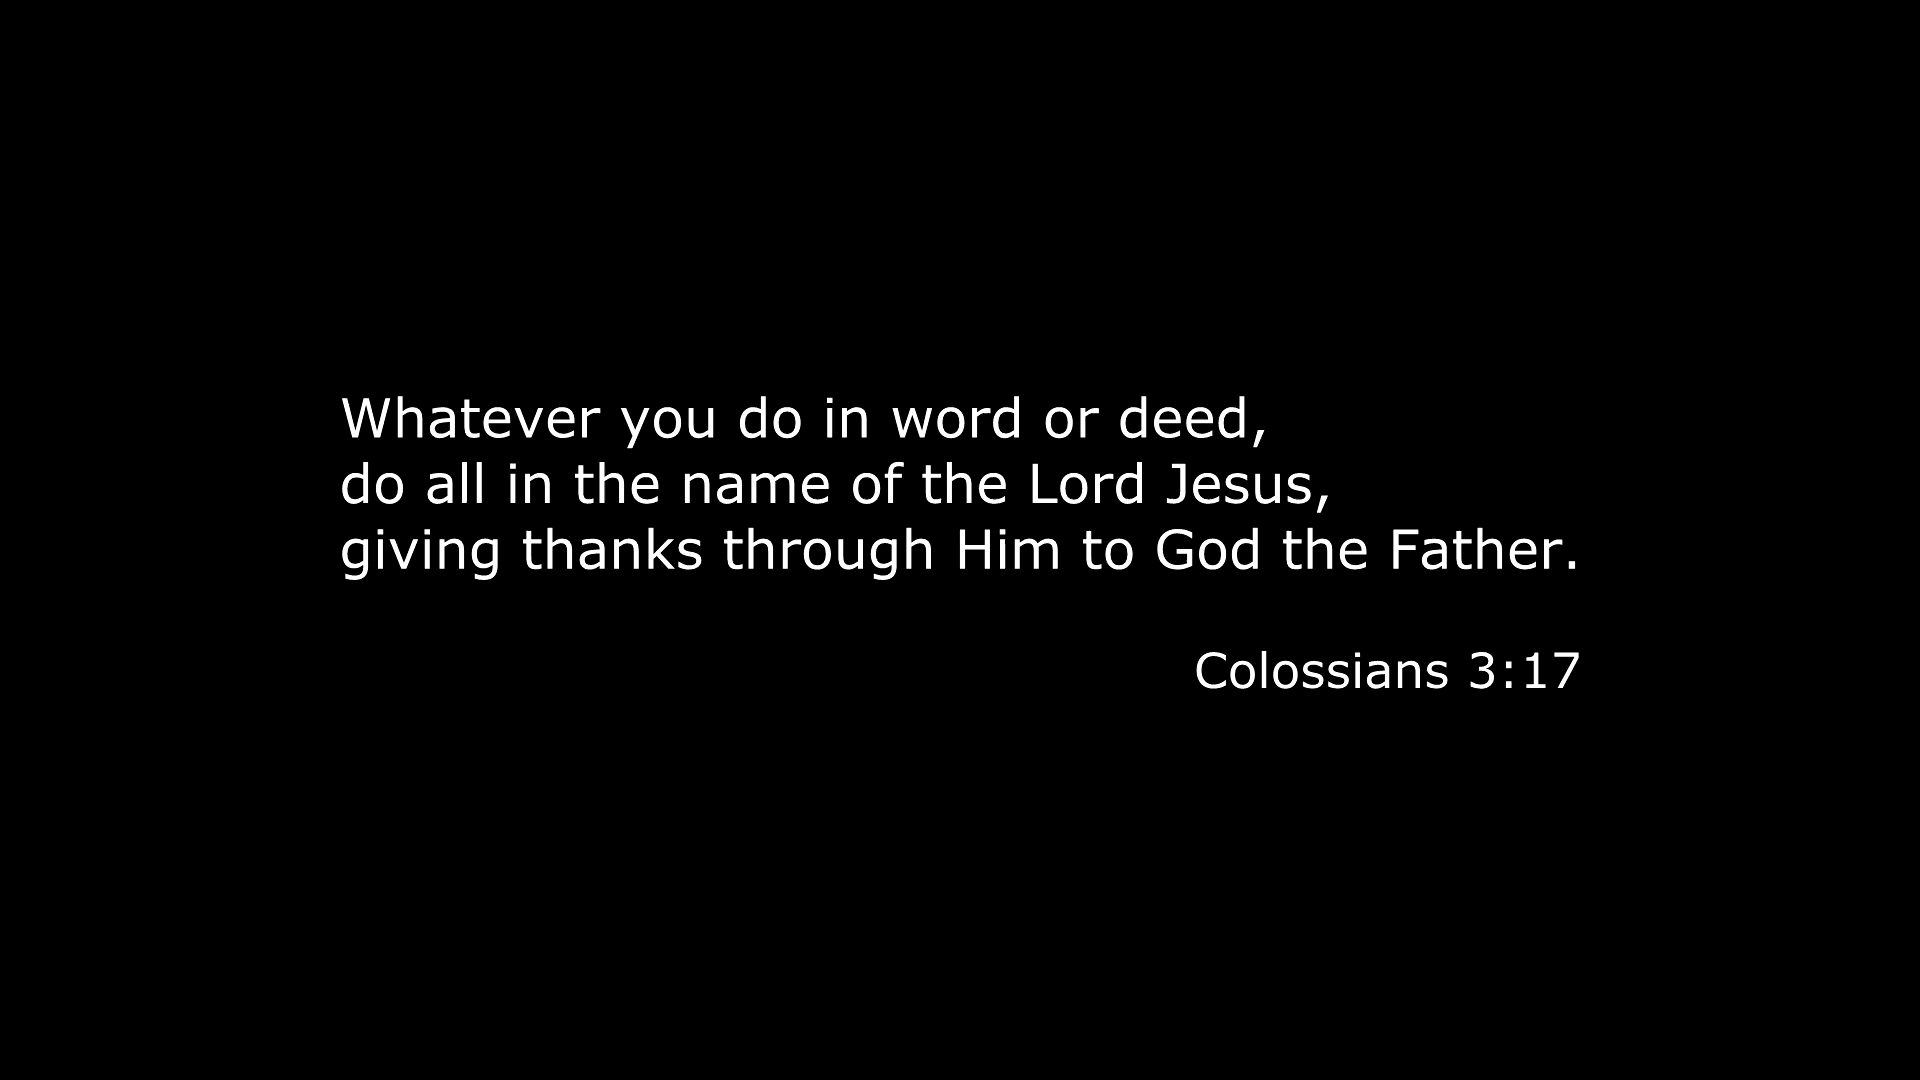 Whatever you do in word or deed,
do all in the name of the Lord Jesus,
giving thanks through Him to God the Father.
Colossians 3:17